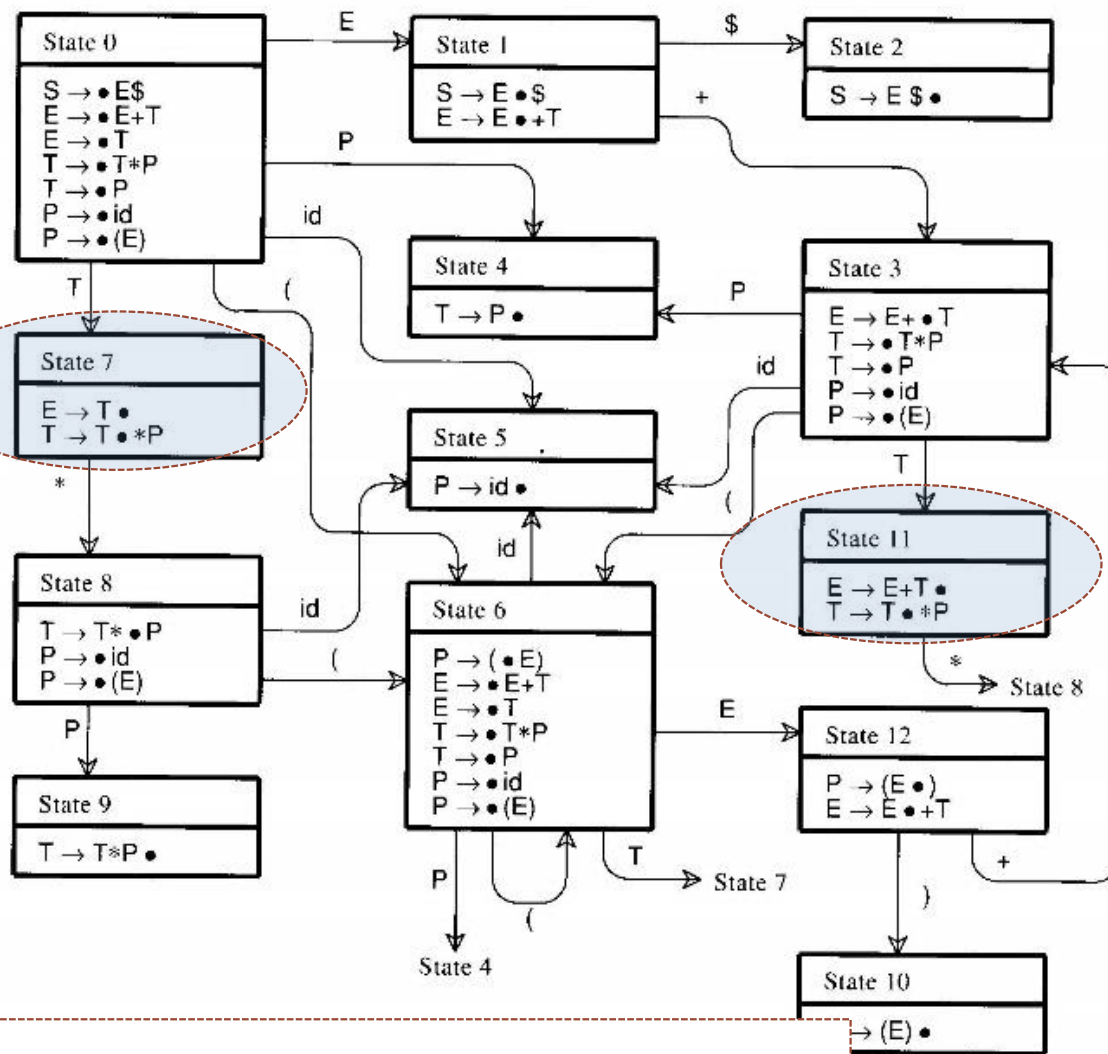 State 0
S → • E$
E → • E+T
E → • T
T → • T*P
T → • P
P → • id
P → • (E)
E
State 1
S → E • $
E → E • +T
$
State 2
S → E $ •
+
P
id
T
(
State 4
T → P •
P
State 3
E → E+ • T
T → • T*P
T → • P
P → • id
P → • (E)
State 7
E → T •
T → T • *P
id
State 5
P → id •
(
T
*
State 11
E → E+T •
T → T • *P
id
State 8
T → T* • P
P → • id
P → • (E)
id
(
State 6
P → ( • E)
E → • E+T
E → • T
T → • T*P
T → • P
P → • id
P → • (E)
*
State 8
E
State 12
P → (E • )
E → E • +T
P
State 9
T → T*P •
P
(
T
State 7
+
)
State 4
State 10
→ (E) •